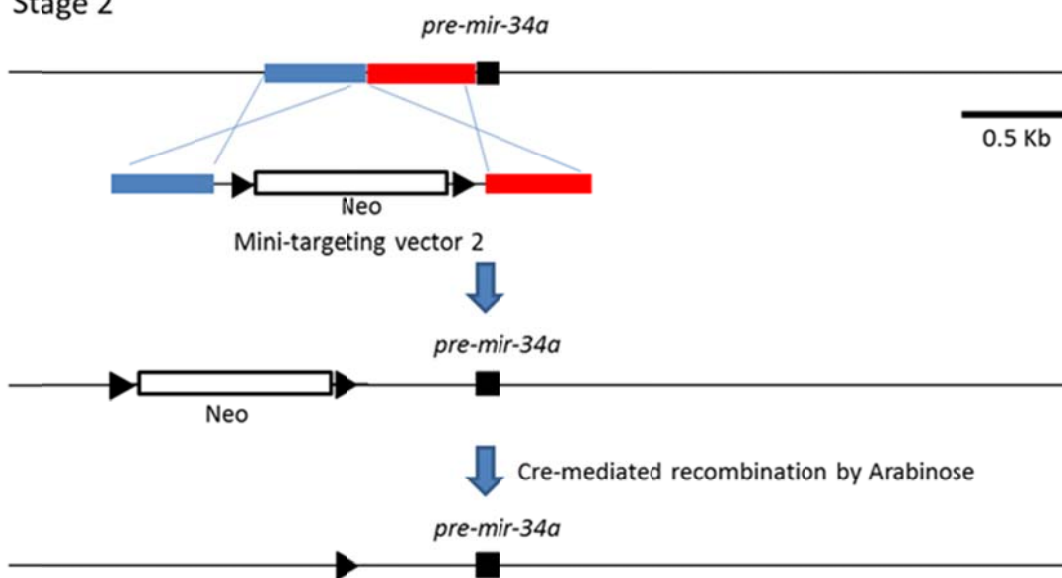 Stage 2
pre-mir-34a
0.5 Kb
Neo
Mini-targeting vector 2
pre-mir-34a
Neo
Cre-mediated recombination by Arabinose
pre-mir-34a